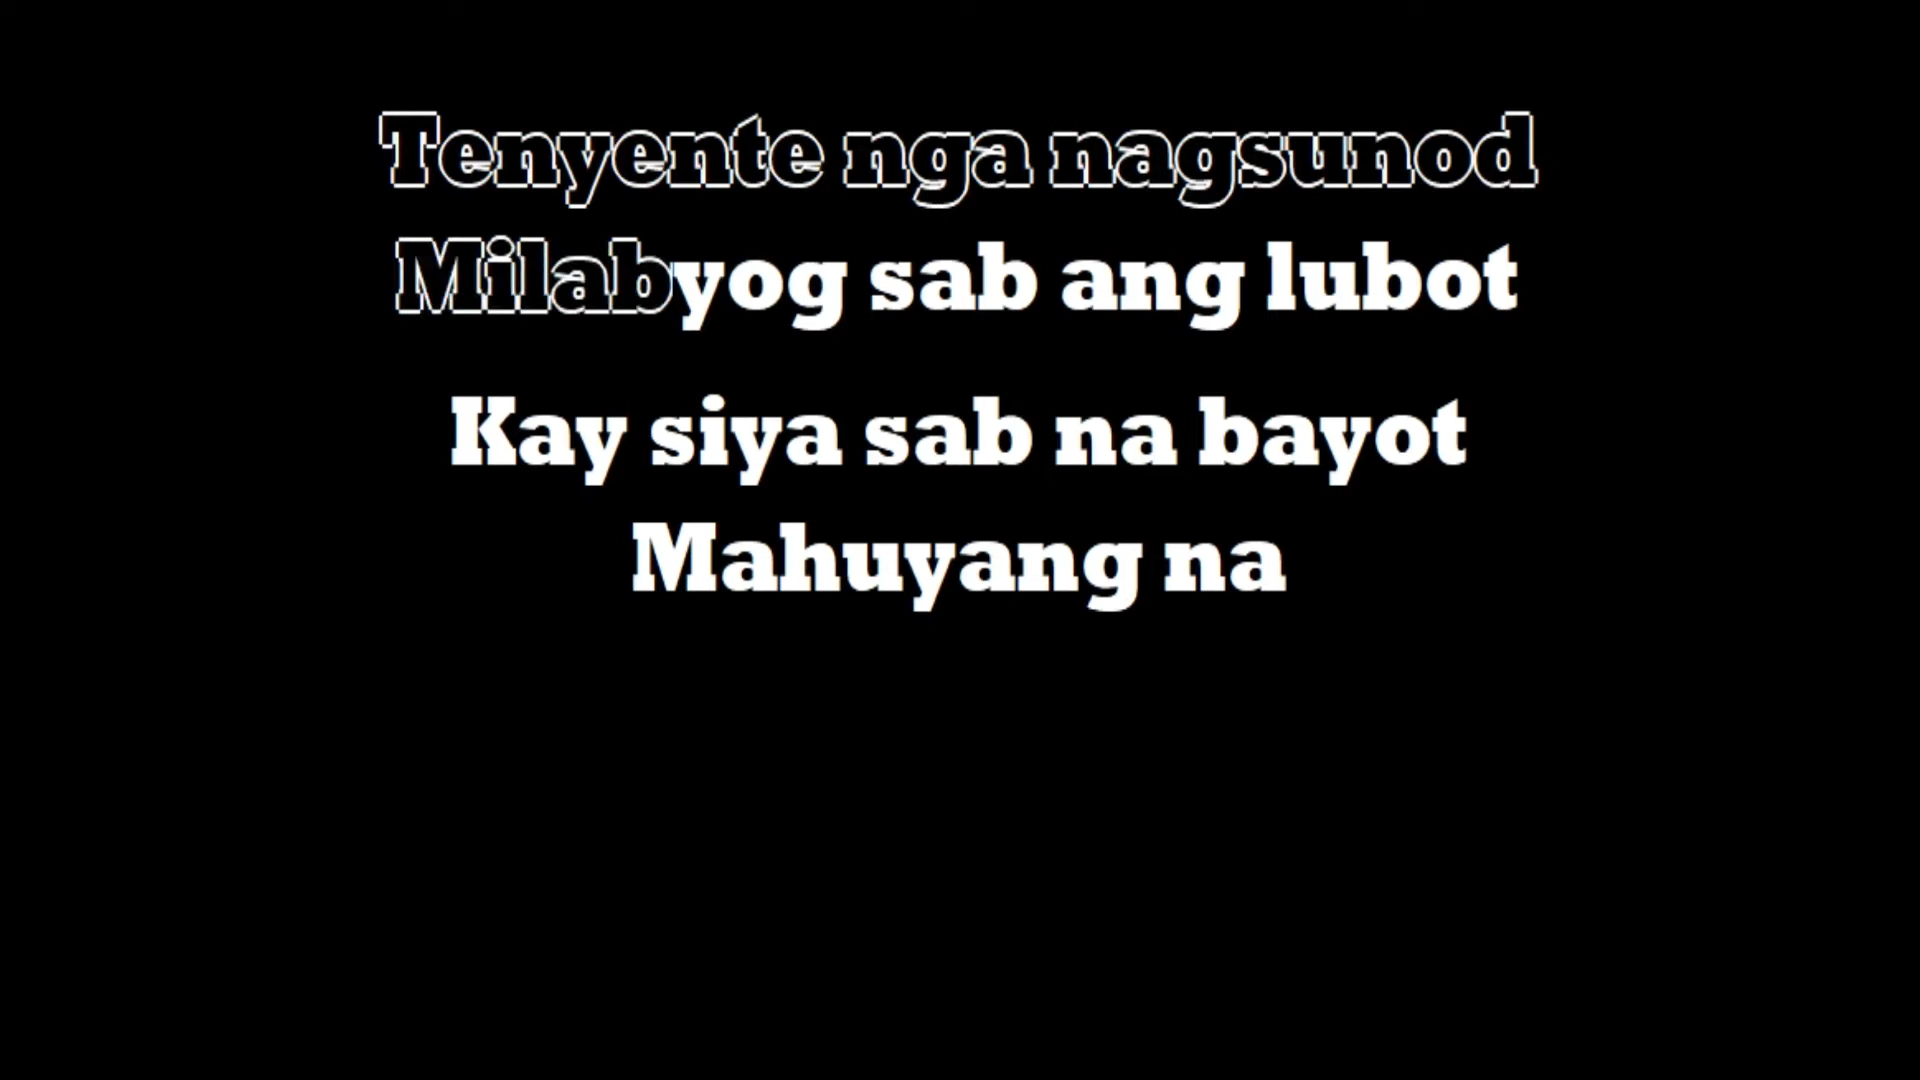 Tenyente nga nagsunod
Milabyog sab ang lubot
Kay siya sab na bayot
Mahuyang na